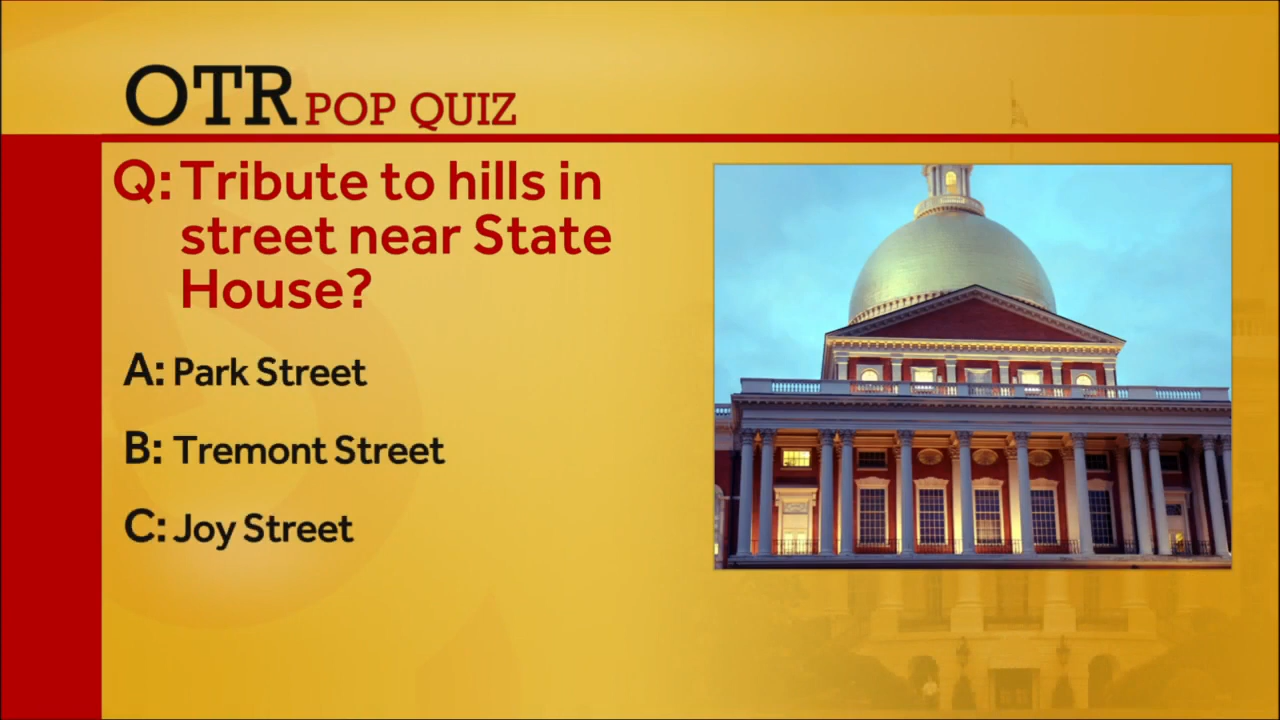 OTR POP QUIZ
Q: Tribute to hills in
street near State
House?
A: Park Street
B: Tremont Street
C: Joy Street